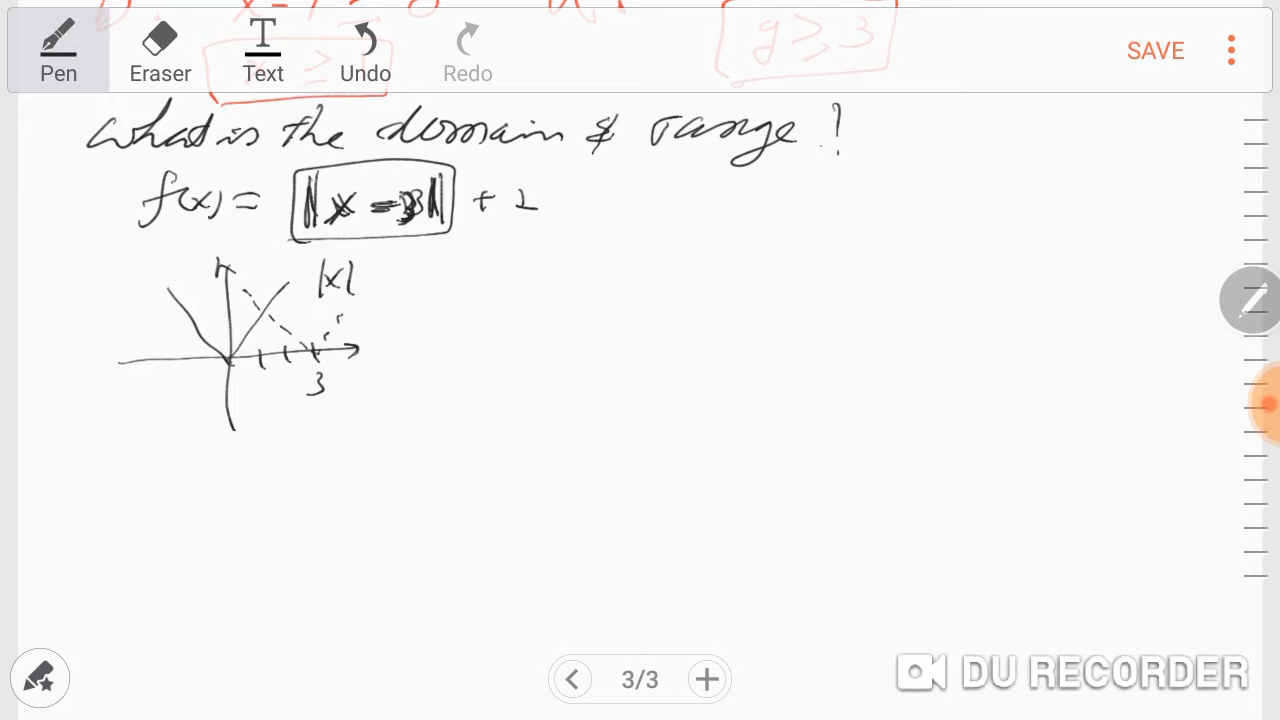 y ≥ 3
Pen
Eraser
Text
Undo
Redo
SAVE
What is the domain & range?
f(x) = |x - 3| + 2
|x|
3
3/3
DU RECORDER